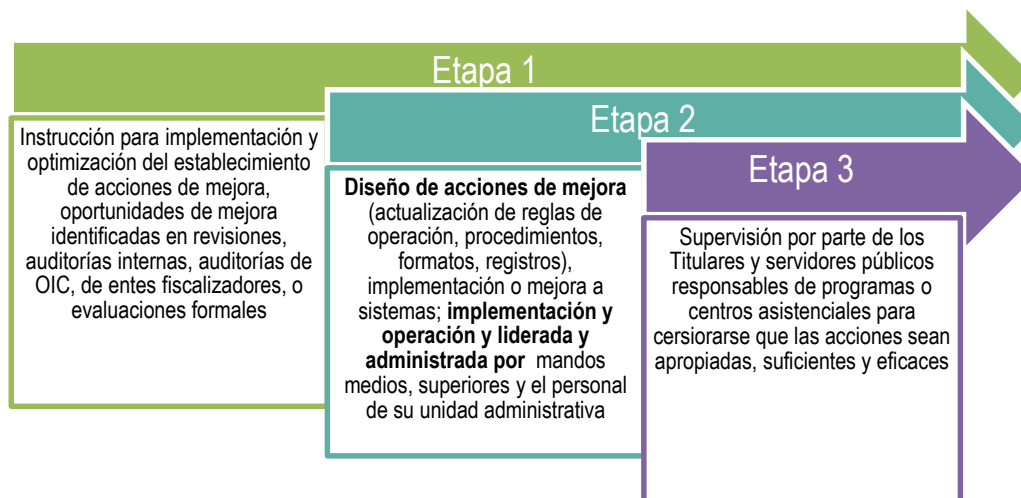 Etapa 1
Instrucción para implementación y
optimización del establecimiento
de acciones de mejora,
oportunidades de mejora
identificadas en revisiones,
auditorías internas, auditorías de
OIC, de entes fiscalizadores, o
evaluaciones formales
Etapa 2
Diseño de acciones de mejora
(actualización de reglas de
operación, procedimientos,
formatos, registros),
implementación o mejora a
sistemas; implementación y
operación y liderada y
administrada por mandos
medios, superiores y el personal
de su unidad administrativa
Etapa 3
Supervisión por parte de los
Titulares y servidores públicos
responsables de programas o
centros asistenciales para
cersiorarse que las acciones sean
apropiadas, suficientes y eficaces